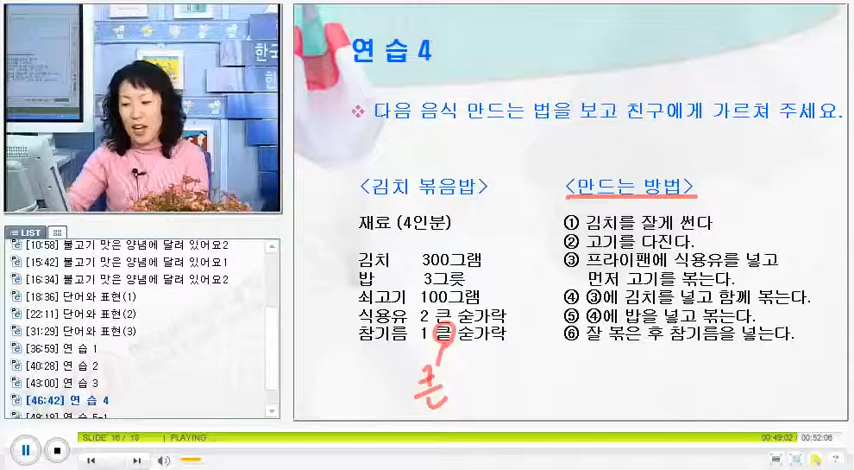 한국
한
연 습 4
❖ 다음 음식 만드는 법을 보고 친구에게 가르쳐 주세요.
<김치 볶음밥>
재료 (4인분)
김치 300그램
밥 3그릇
쇠고기 100그램
식용유 2 큰 숟가락
참기름 1 큰 숟가락
큰
<만드는 방법>
① 김치를 잘게 썬다
② 고기를 다진다.
③ 프라이팬에 식용유를 넣고
먼저 고기를 볶는다.
④ ③에 김치를 넣고 함께 볶는다.
⑤ ④에 밥을 넣고 볶는다.
⑥ 잘 볶은 후 참기름을 넣는다.
LIST
[10:58] 불고기 맛은 양념에 달려 있어요2
[15:42] 불고기 맛은 양념에 달려 있어요1
[16:34] 불고기 맛은 양념에 달려 있어요2
[18:36] 단어와 표현(1)
[22:11] 단어와 표현(2)
[31:29] 단어와 표현(3)
[36:59] 연 습 1
[40:28] 연 습 2
[43:00] 연 습 3
[46:42] 연 습 4
SLIDE 16 / 18 | PLAYING ...
00:49:02 / 00:52:06